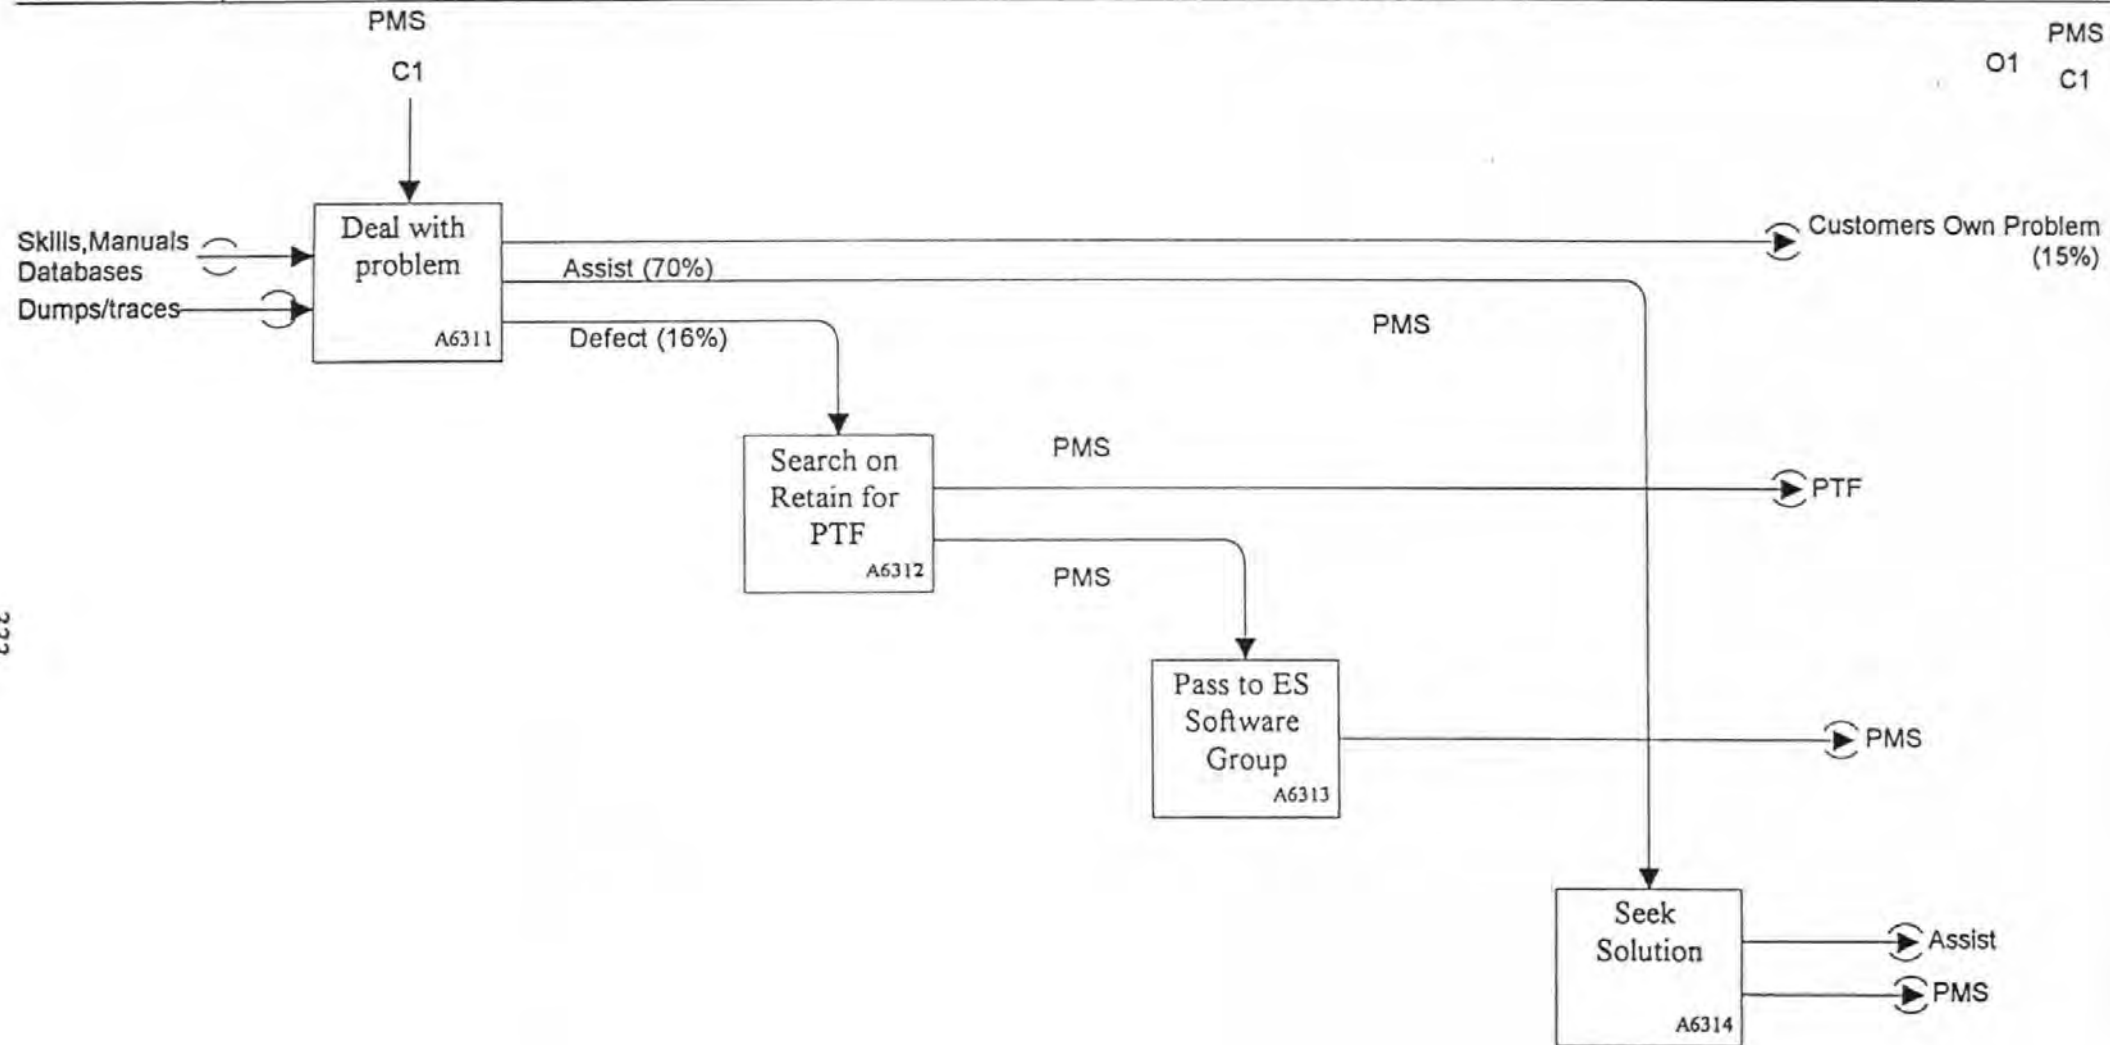 PMS
C1
PMS
O1
C1
Skills,Manuals
Databases
Dumps/traces
Deal with
problem
A6311
Assist (70%)
Defect (16%)
Customers Own Problem
(15%)
PMS
Search on
Retain for
PTF
A6312
PMS
PTF
PMS
Pass to ES
Software
Group
A6313
PMS
Seek
Solution
A6314
Assist
PMS